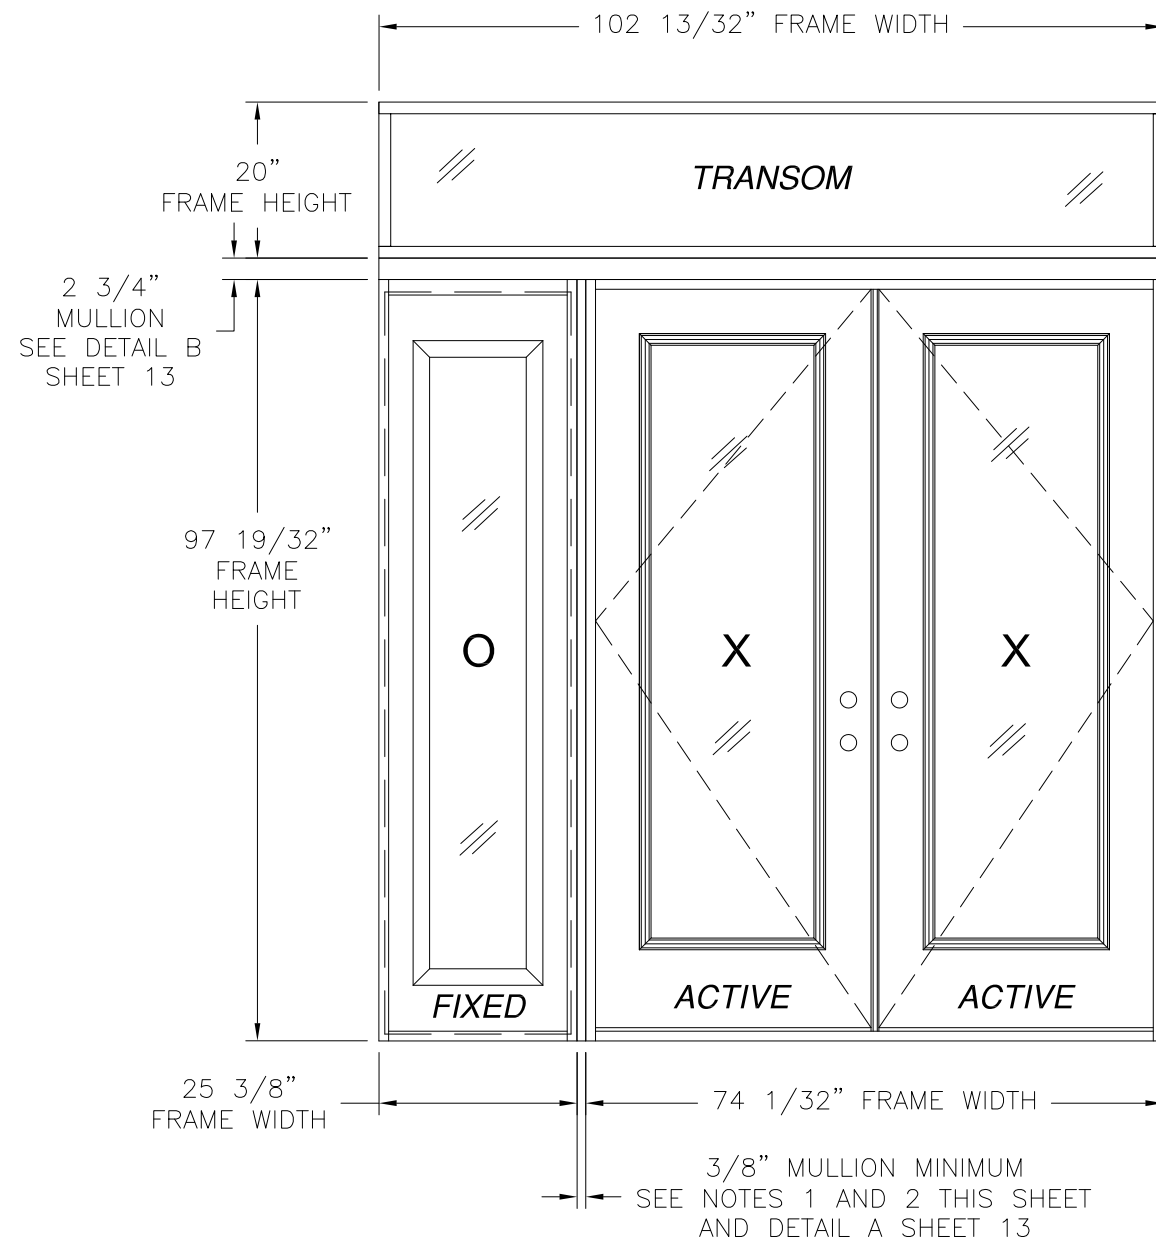 102 13/32” FRAME WIDTH
20”
FRAME HEIGHT
TRANSOM
2 3/4”
MULLION
SEE DETAIL B
SHEET 13
97 19/32”
FRAME
HEIGHT
O
X
X
FIXED
ACTIVE
ACTIVE
25 3/8”
FRAME WIDTH
74 1/32” FRAME WIDTH
3/8” MULLION MINIMUM
SEE NOTES 1 AND 2 THIS SHEET
AND DETAIL A SHEET 13